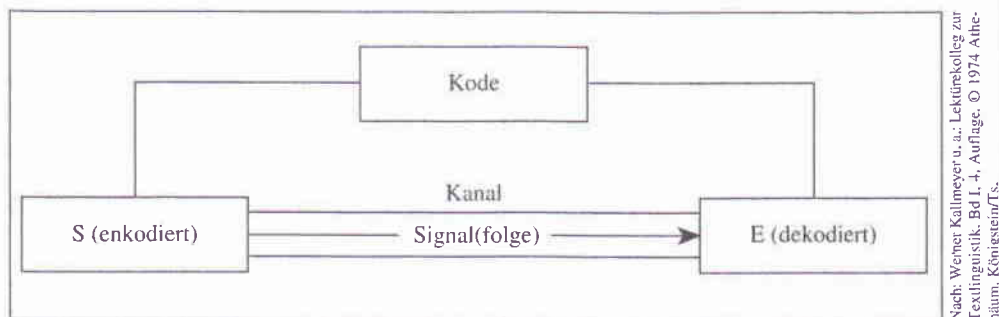 Kode
Kanal
S (enkodiert)
Signal(folge)
E (dekodiert)
Nach: Werner Kallmeyer u. a.: Lektürekolleg zur
Textlinguistik. Bd I. 4. Auflage. © 1974 Athe-
näum, Königstein/Ts.